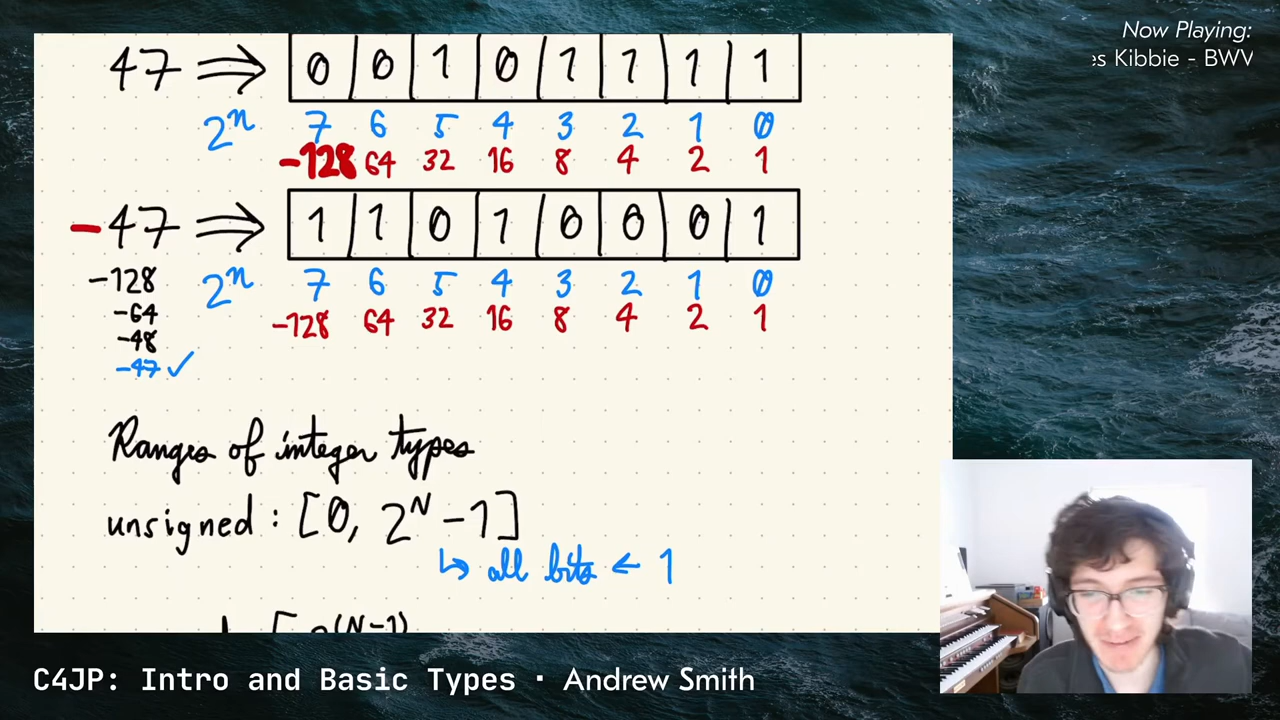 Now Playing:
es Kibbie - BWV
47 ⇒ 0 0 1 0 1 1 1 1
2ⁿ 7 6 5 4 3 2 1 0
-128 64 32 16 8 4 2 1
-47 ⇒ 1 1 0 1 0 0 0 1
-128 2ⁿ 7 6 5 4 3 2 1 0
-64 -128 64 32 16 8 4 2 1
-48
-47 ✓
Ranges of integer types
unsigned : [0, 2ᴺ -1]
↳ all bits ← 1
C4JP: Intro and Basic Types · Andrew Smith